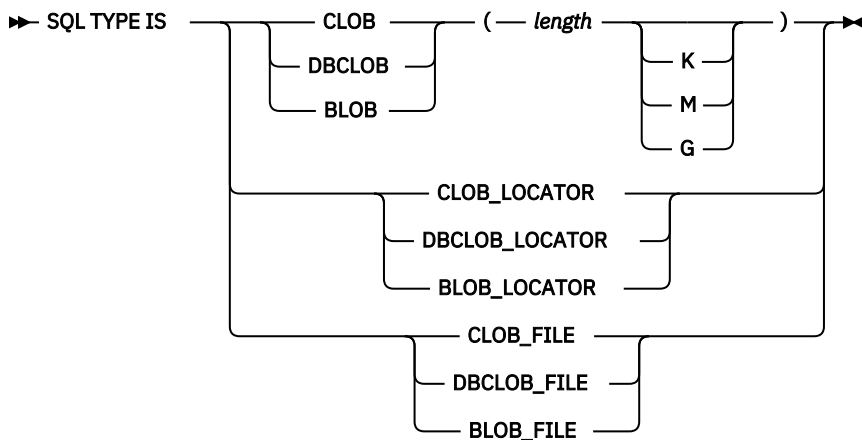 SQL TYPE IS CLOB ( length )
DBCLOB K
BLOB M
G
CLOB_LOCATOR
DBCLOB_LOCATOR
BLOB_LOCATOR
CLOB_FILE
DBCLOB_FILE
BLOB_FILE